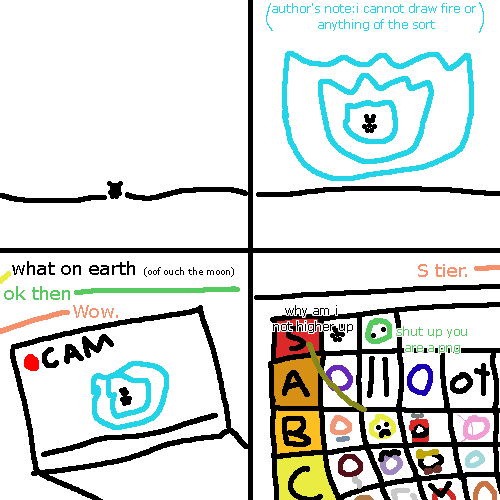 (author's note:i cannot draw fire or
anything of the sort)
what on earth (oof ouch the moon)
ok then
Wow.
CAM
S tier.
why am i
not higher up
shut up you
are a png
S
A
B
C